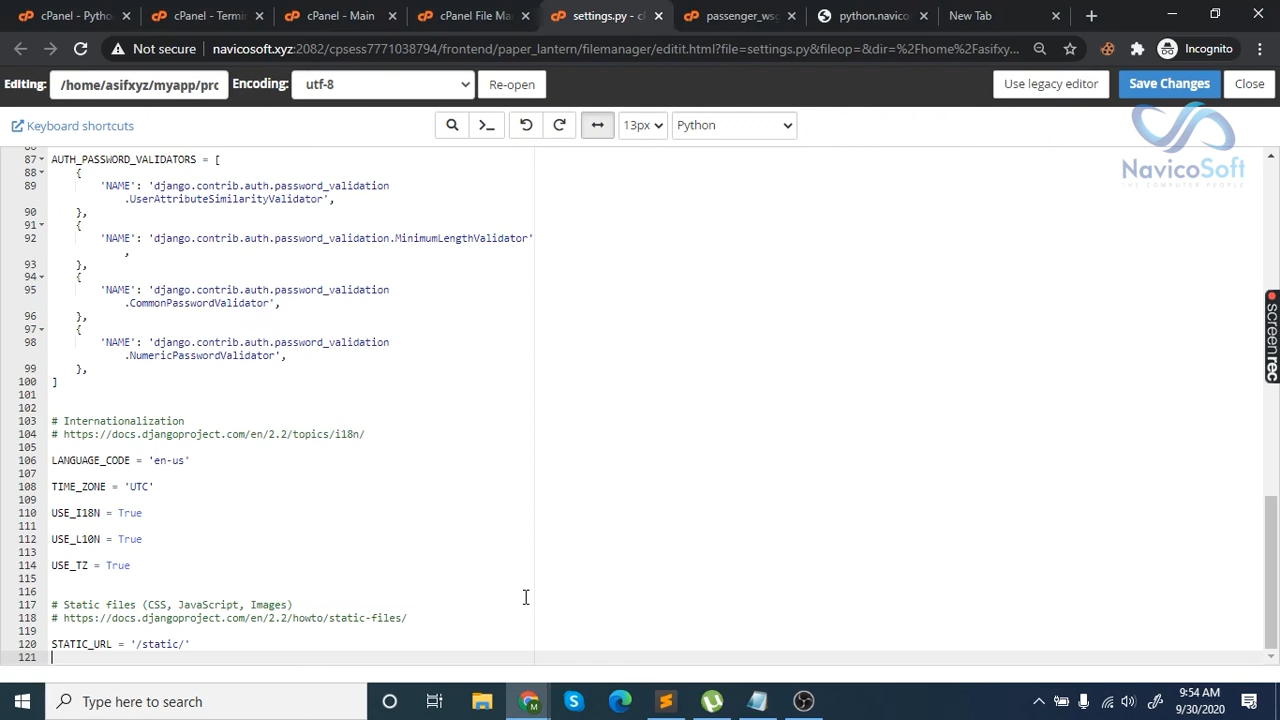 cPanel - Pytho
cPanel - Termi
cPanel - Main
cPanel File Ma
settings.py - c
passenger_wsg
python.navico
New Tab
Not secure
navicosoft.xyz:2082/cpsess7771038794/frontend/paper_lantern/filemanager/editit.html?file=settings.py&fileop=&dir=%2Fhome%2Fasifxy...
Incognito
Editing:
/home/asifxyz/myapp/pro
Encoding:
utf-8
Re-open
Use legacy editor
Save Changes
Close
Keyboard shortcuts
13px
Python
NavicoSoft
THE COMPUTER PEOPLE
87 AUTH_PASSWORD_VALIDATORS = [
88 {
89 'NAME': 'django.contrib.auth.password_validation
.UserAttributeSimilarityValidator',
90 },
91 {
92 'NAME': 'django.contrib.auth.password_validation.MinimumLengthValidator'
,
93 },
94 {
95 'NAME': 'django.contrib.auth.password_validation
.CommonPasswordValidator',
96 },
97 {
98 'NAME': 'django.contrib.auth.password_validation
.NumericPasswordValidator',
99 },
100 ]
101
102
103 # Internationalization
104 # https://docs.djangoproject.com/en/2.2/topics/i18n/
105
106 LANGUAGE_CODE = 'en-us'
107
108 TIME_ZONE = 'UTC'
109
110 USE_I18N = True
111
112 USE_L10N = True
113
114 USE_TZ = True
115
116
117 # Static files (CSS, JavaScript, Images)
118 # https://docs.djangoproject.com/en/2.2/howto/static-files/
119
120 STATIC_URL = '/static/'
121
screenrec
Type here to search
9:54 AM
9/30/2020